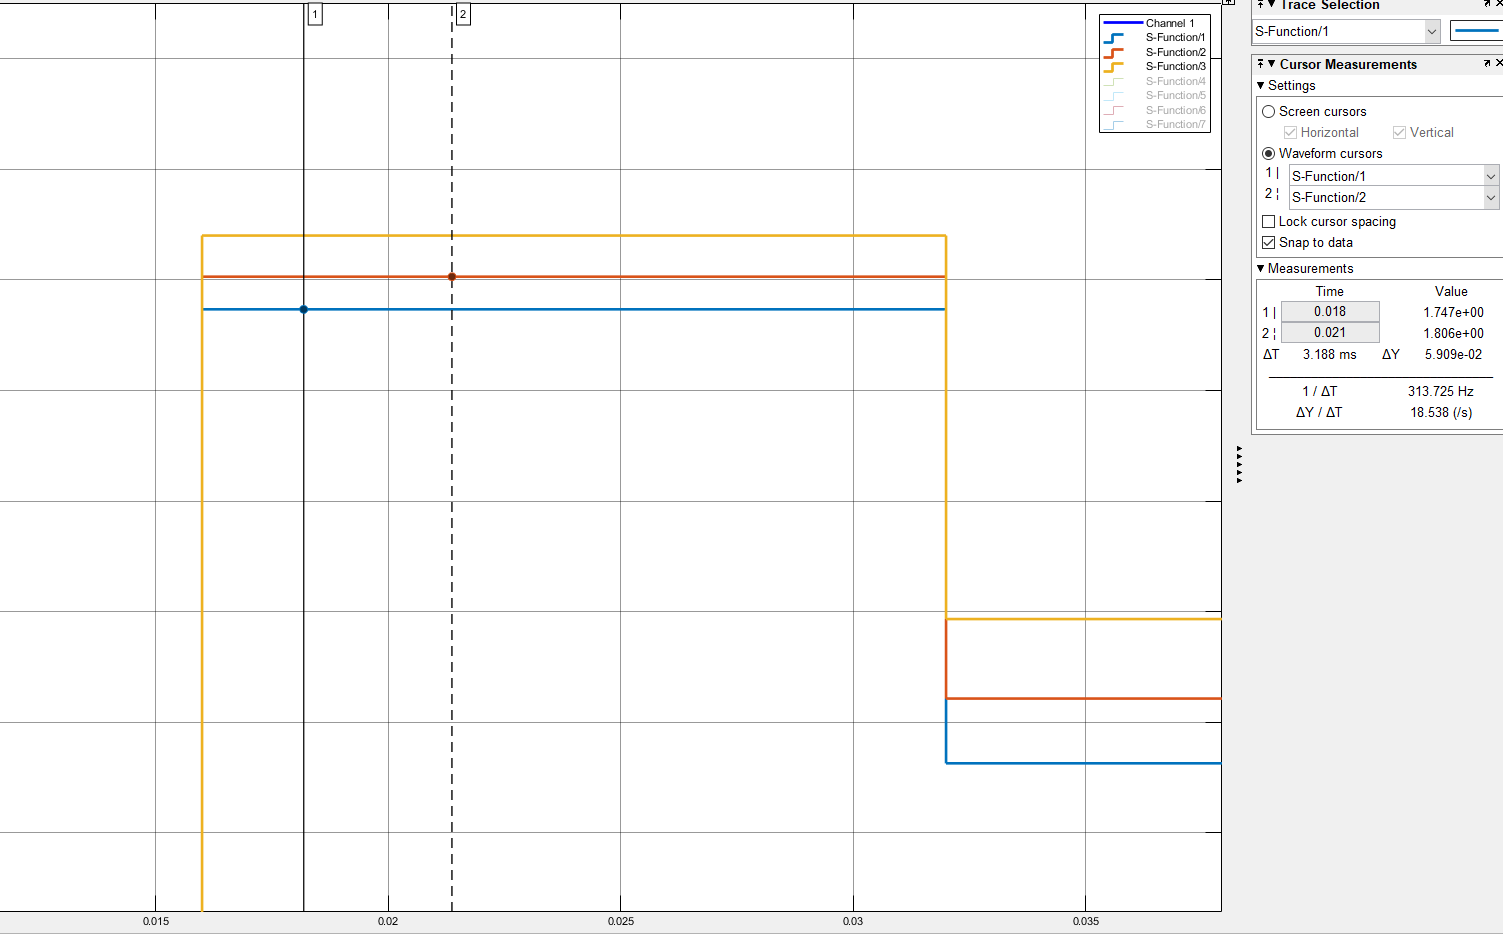 1
2
Channel 1
S-Function/1
S-Function/2
S-Function/3
S-Function/4
S-Function/5
S-Function/6
S-Function/7
0.015
0.02
0.025
0.03
0.035
Trace Selection
S-Function/1
Cursor Measurements
Settings
Screen cursors
Horizontal Vertical
Waveform cursors
1 | S-Function/1
2 ¦ S-Function/2
Lock cursor spacing
Snap to data
Measurements
Time Value
1 | 0.018 1.747e+00
2 ¦ 0.021 1.806e+00
ΔT 3.188 ms ΔY 5.909e-02
1 / ΔT 313.725 Hz
ΔY / ΔT 18.538 (/s)